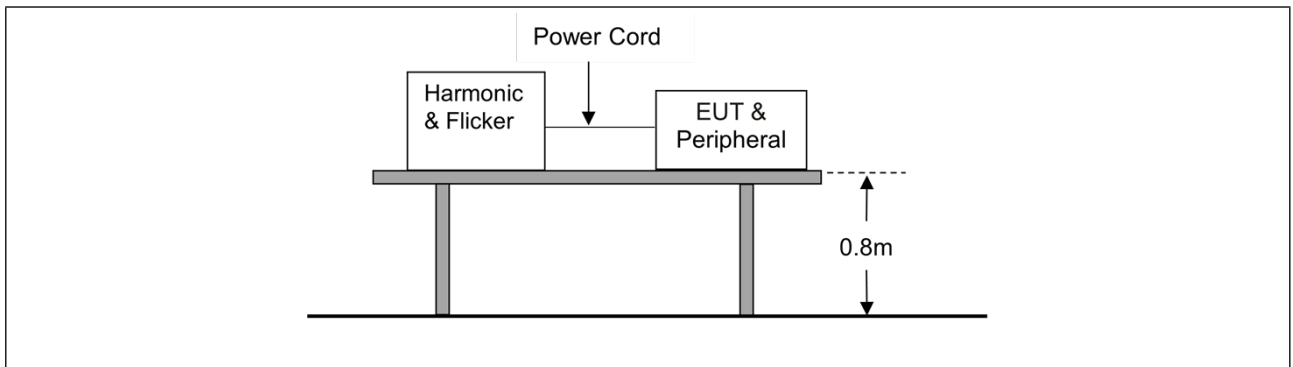 Power Cord
Harmonic
& Flicker
EUT &
Peripheral
0.8m